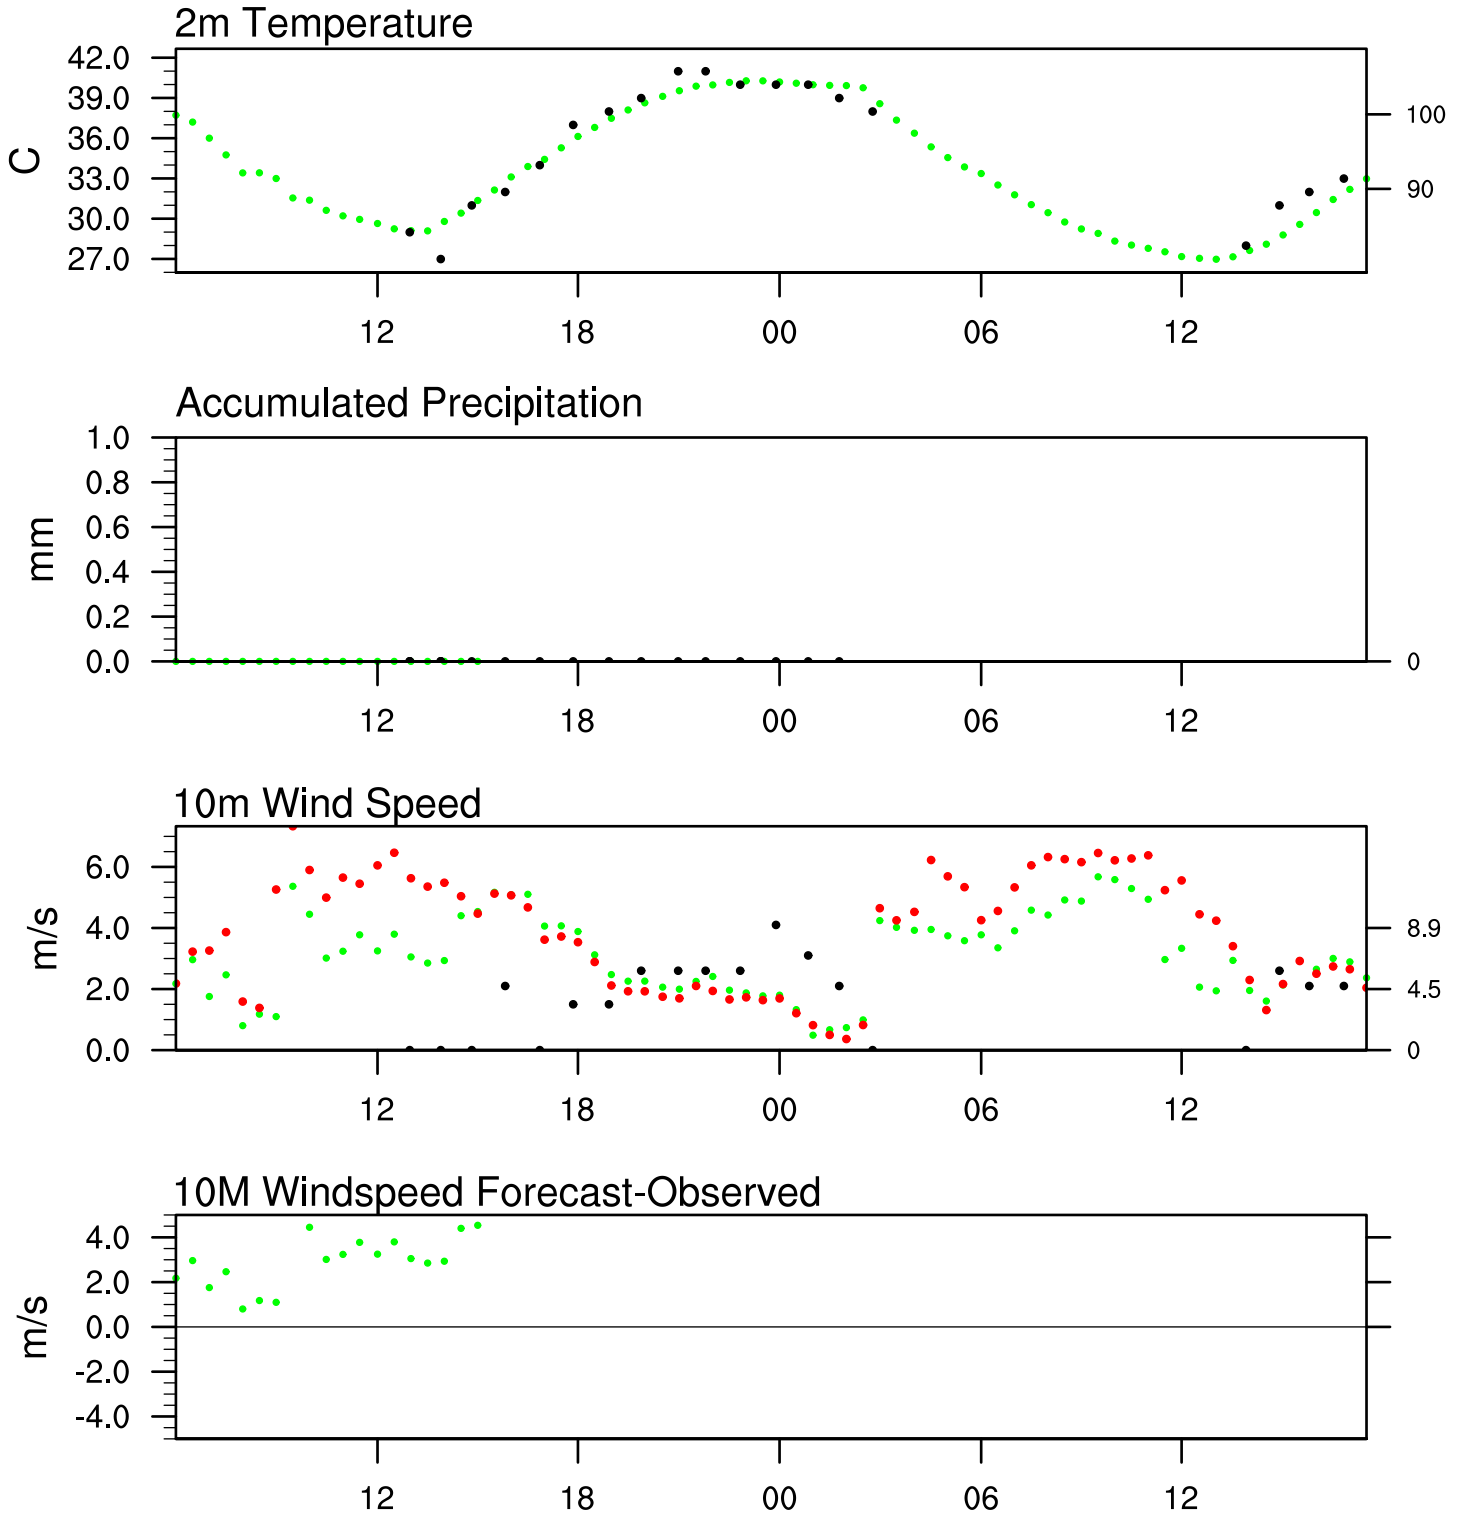 2m Temperature
42.0
39.0
36.0
33.0
30.0
27.0
C
100
90
12 18 00 06 12
Accumulated Precipitation
1.0
0.8
0.6
0.4
0.2
0.0
mm
0
12 18 00 06 12
10m Wind Speed
6.0
4.0
2.0
0.0
m/s
8.9
4.5
0
12 18 00 06 12
10M Windspeed Forecast-Observed
4.0
2.0
0.0
-2.0
-4.0
m/s
12 18 00 06 12